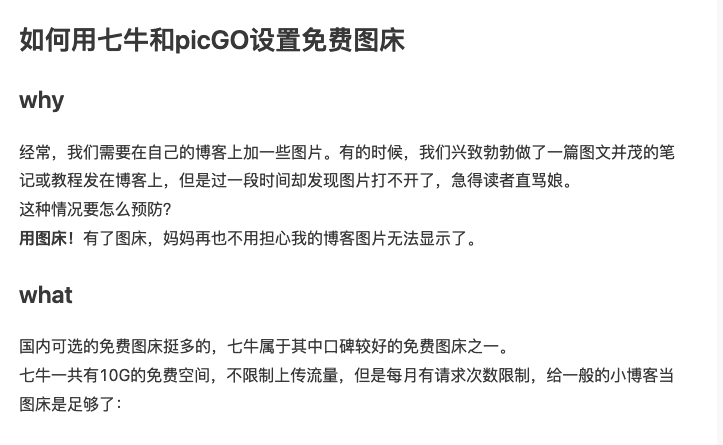 如何用七牛和picGO设置免费图床
why
经常，我们需要在自己的博客上加一些图片。有的时候，我们兴致勃勃做了一篇图文并茂的笔
记或教程发在博客上，但是过一段时间却发现图片打不开了，急得读者直骂娘。
这种情况要怎么预防？
用图床！有了图床，妈妈再也不用担心我的博客图片无法显示了。
what
国内可选的免费图床挺多的，七牛属于其中口碑较好的免费图床之一。
七牛一共有10G的免费空间，不限制上传流量，但是每月有请求次数限制，给一般的小博客当
图床是足够了：